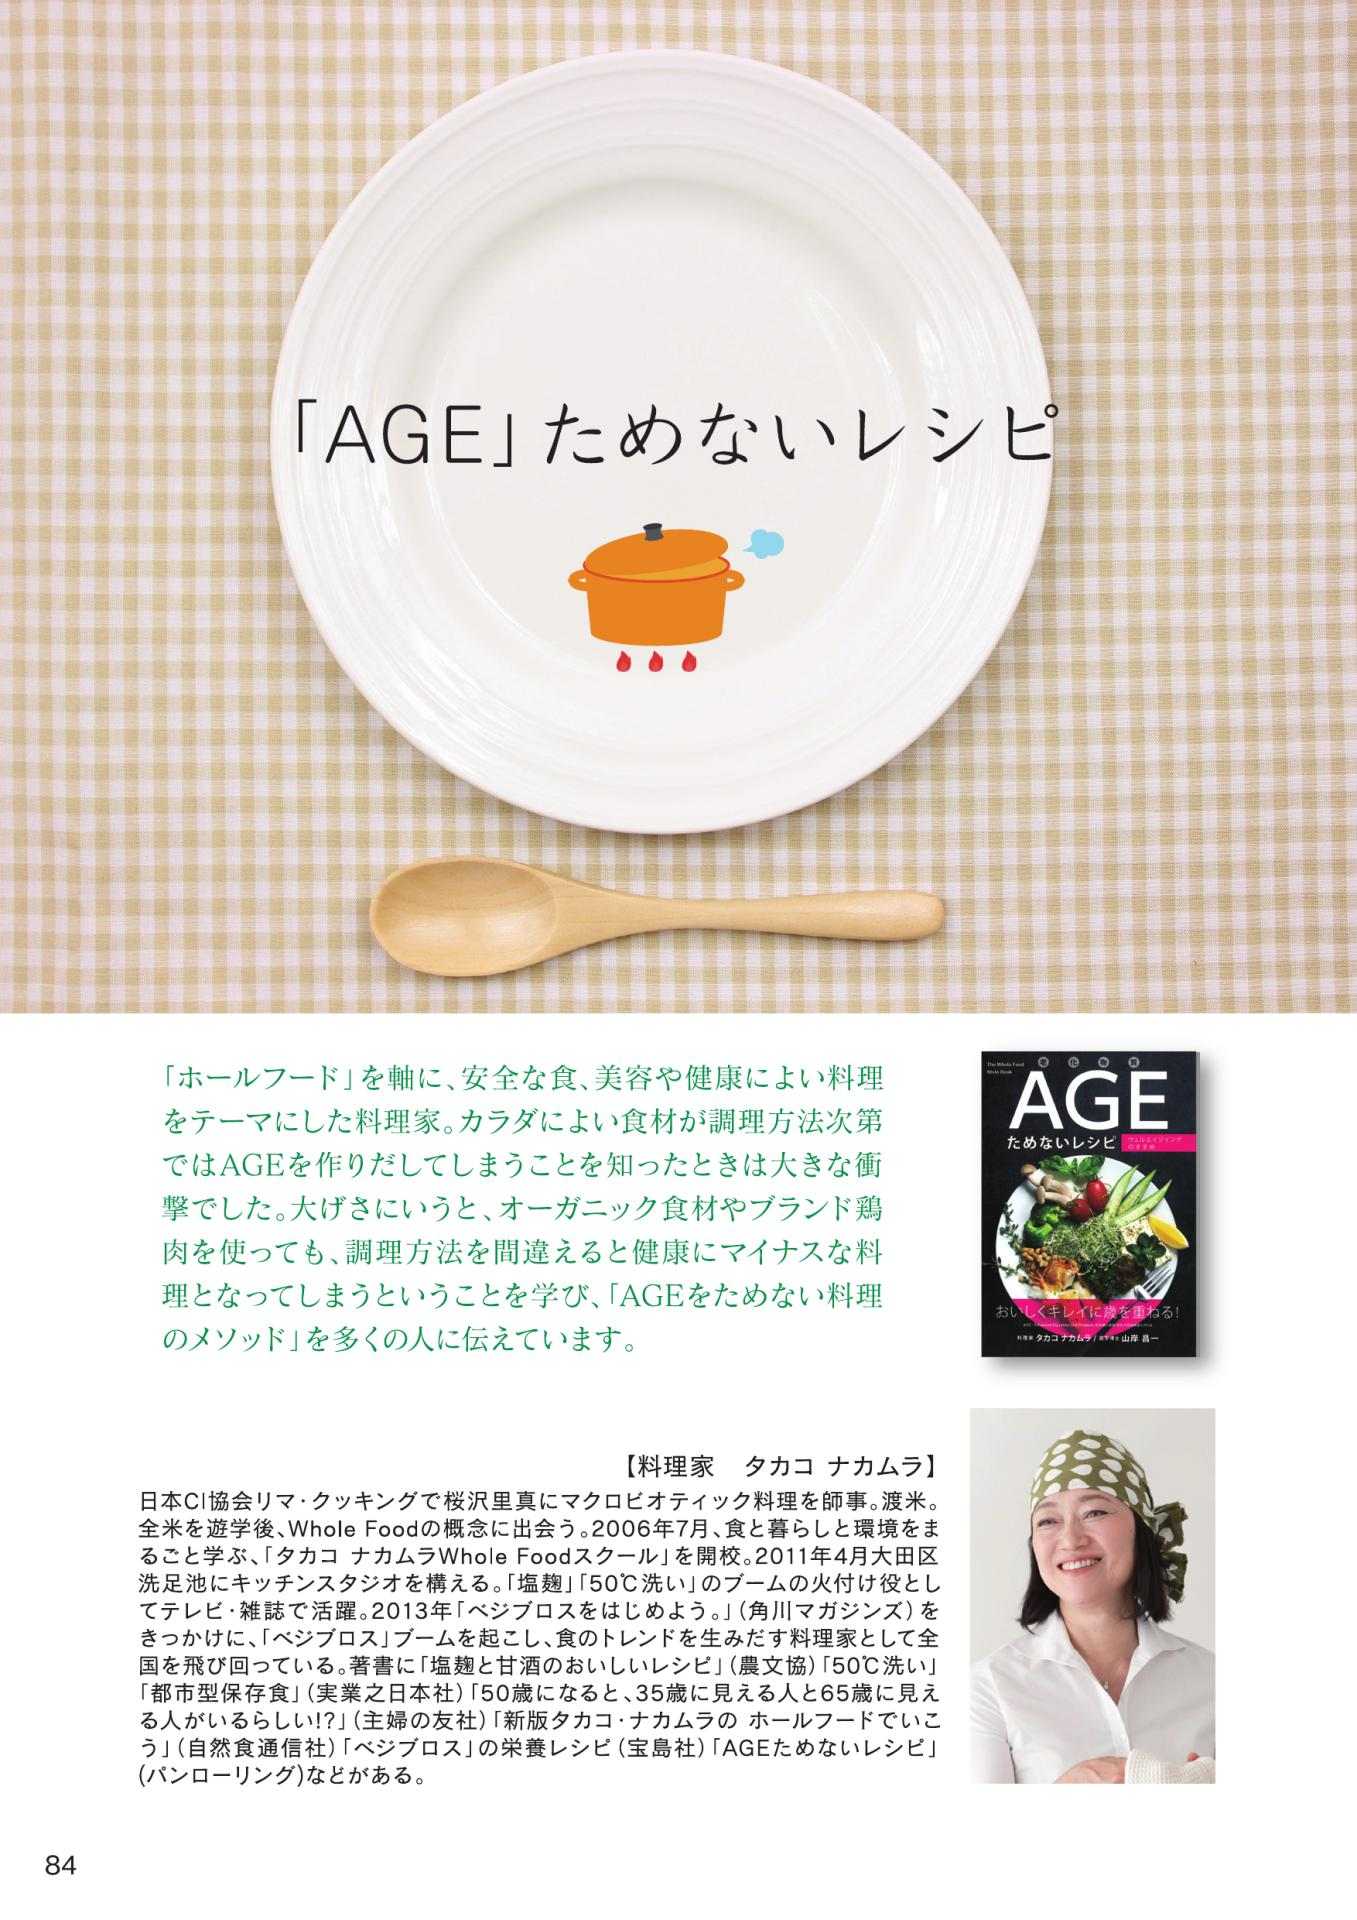 「AGE」ためないレシピ
「ホールフード」を軸に、安全な食、美容や健康によい料理
をテーマにした料理家。カラダによい食材が調理方法次第
ではAGEを作りだしてしまうことを知ったときは大きな衝
撃でした。大げさにいうと、オーガニック食材やブランド鶏
肉を使っても、調理方法を間違えると健康にマイナスな料
理となってしまうということを学び、「AGEをためない料理
のメソッド」を多くの人に伝えています。
The Whole Food
老化物質
AGE
ためないレシピ
ウェルエイジング
のすすめ
おいしくキレイに歳を重ねる!
料理家 タカコ ナカムラ/ 山岸 昌一
【料理家　タカコ ナカムラ】
日本CI協会リマ・クッキングで桜沢里真にマクロビオティック料理を師事。渡米。
全米を遊学後、Whole Foodの概念に出会う。2006年7月、食と暮らしと環境をま
るごと学ぶ、「タカコ ナカムラWhole Foodスクール」を開校。2011年4月大田区
洗足池にキッチンスタジオを構える。「塩麹」「50℃洗い」のブームの火付け役とし
てテレビ・雑誌で活躍。2013年「ベジブロスをはじめよう。」(角川マガジンズ)を
きっかけに、「ベジブロス」ブームを起こし、食のトレンドを生みだす料理家として全
国を飛び回っている。著書に「塩麹と甘酒のおいしいレシピ」(農文協)「50℃洗い」
「都市型保存食」(実業之日本社)「50歳になると、35歳に見える人と65歳に見え
る人がいるらしい!?」(主婦の友社)「新版タカコ・ナカムラの ホールフードでいこ
う」(自然食通信社)「ベジブロス」の栄養レシピ(宝島社)「AGEためないレシピ」
(パンローリング)などがある。
84